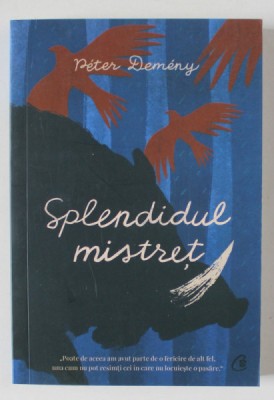 Péter Demény
Splendidul
mistreț
„Poate de aceea am avut parte de o fericire de alt fel,
una cum nu pot resimți cei în care nu locuiește o pasăre.“